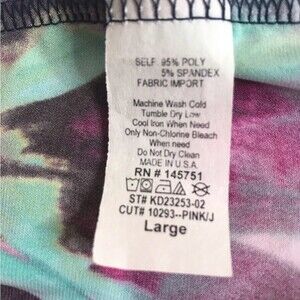 SELF 95% POLY
5% SPANDEX
FABRIC IMPORT
Machine Wash Cold
Tumble Dry Low
Cool Iron When Need
Only Non-Chlorine Bleach
When need
Do Not Dry Clean
MADE IN U.S.A.
RN # 145751
ST# KD23253-02
CUT# 10293--PINK/J
Large